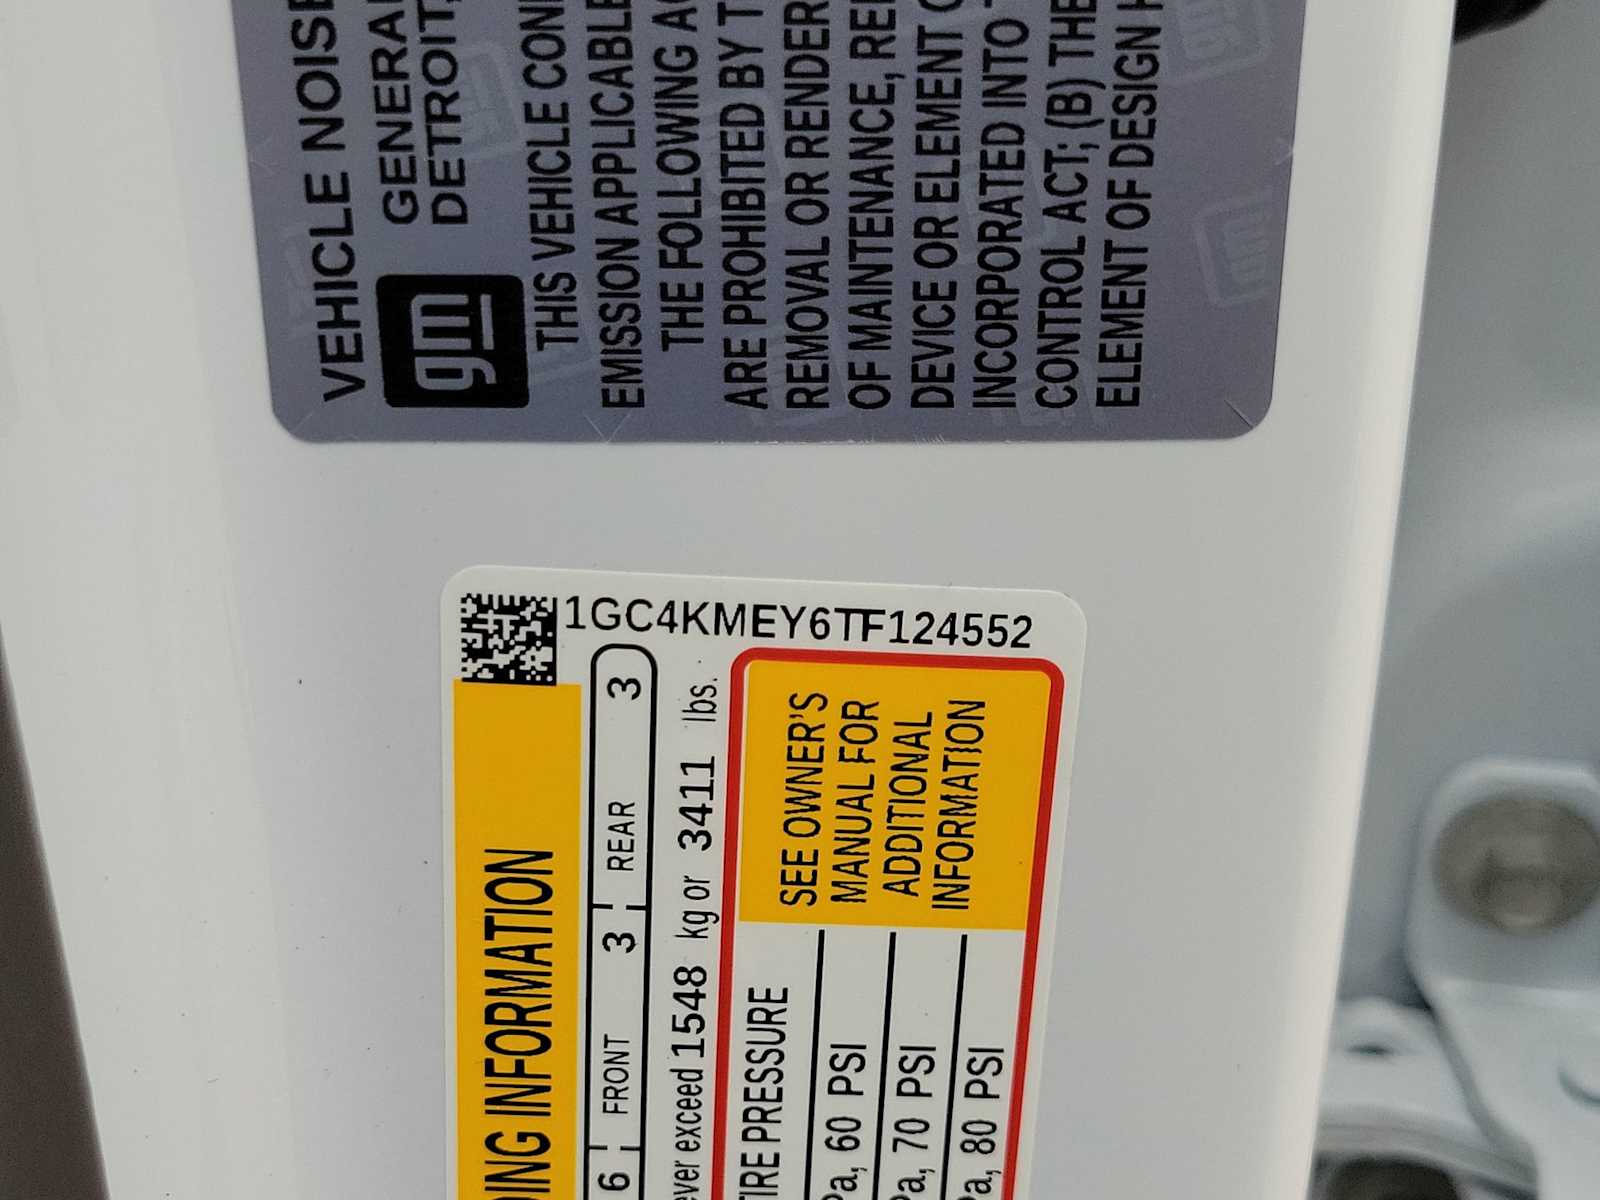 VEHICLE NOISE
gm
GENERAL
DETROIT,
THIS VEHICLE CON
EMISSION APPLICABLE
THE FOLLOWING A
ARE PROHIBITED BY T
REMOVAL OR RENDER
OF MAINTENANCE, RE
DEVICE OR ELEMENT O
INCORPORATED INTO
CONTROL ACT; (B) THE
ELEMENT OF DESIGN
1GC4KMEY6TF124552
DING INFORMATION
6 FRONT 3 REAR 3
ever exceed 1548 kg or 3411 lbs.
TIRE PRESSURE
Pa, 60 PSI
Pa, 70 PSI
Pa, 80 PSI
SEE OWNER'S
MANUAL FOR
ADDITIONAL
INFORMATION